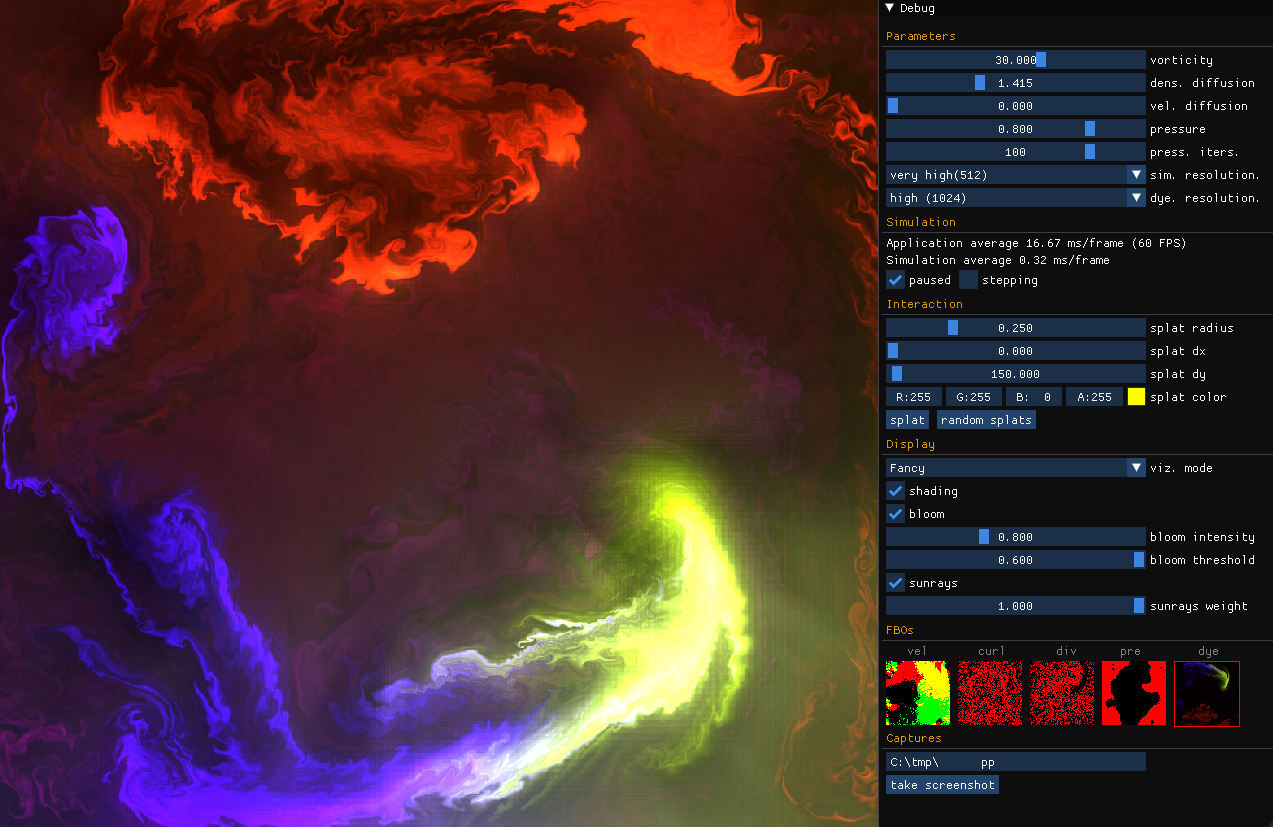 Debug
Parameters
30.000 vorticity
1.415 dens. diffusion
0.000 vel. diffusion
0.800 pressure
100 press. iters.
very high(512) sim. resolution.
high (1024) dye. resolution.
Simulation
Application average 16.67 ms/frame (60 FPS)
Simulation average 0.32 ms/frame
paused stepping
Interaction
0.250 splat radius
0.000 splat dx
150.000 splat dy
R:255 G:255 B: 0 A:255 splat color
splat random splats
Display
Fancy viz. mode
shading
bloom
0.800 bloom intensity
0.600 bloom threshold
sunrays
1.000 sunrays weight
FBOs
vel curl div pre dye
Captures
C:\tmp\ pp
take screenshot